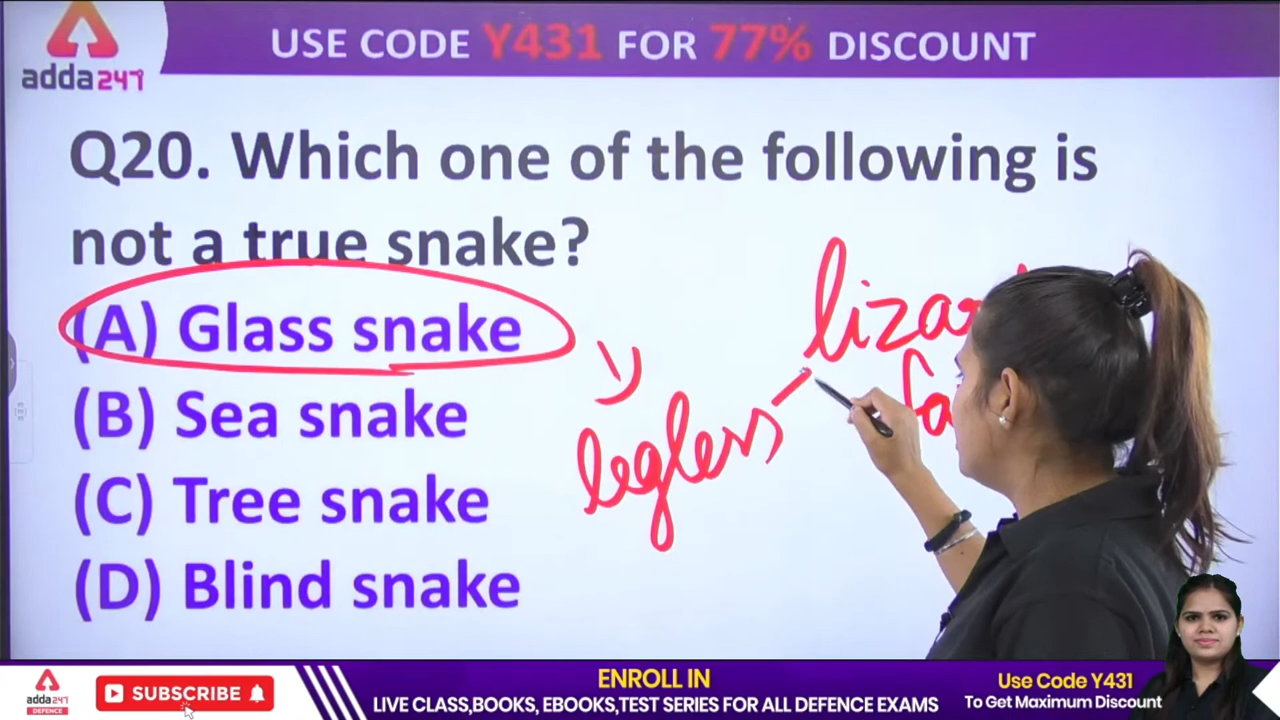 adda247
USE CODE Y431 FOR 77% DISCOUNT
Q20. Which one of the following is
not a true snake?
(A) Glass snake
(B) Sea snake
(C) Tree snake
(D) Blind snake
legless
adda247
DEFENCE
SUBSCRIBE
ENROLL IN
LIVE CLASS,BOOKS, EBOOKS,TEST SERIES FOR ALL DEFENCE EXAMS
Use Code Y431
To Get Maximum Discount